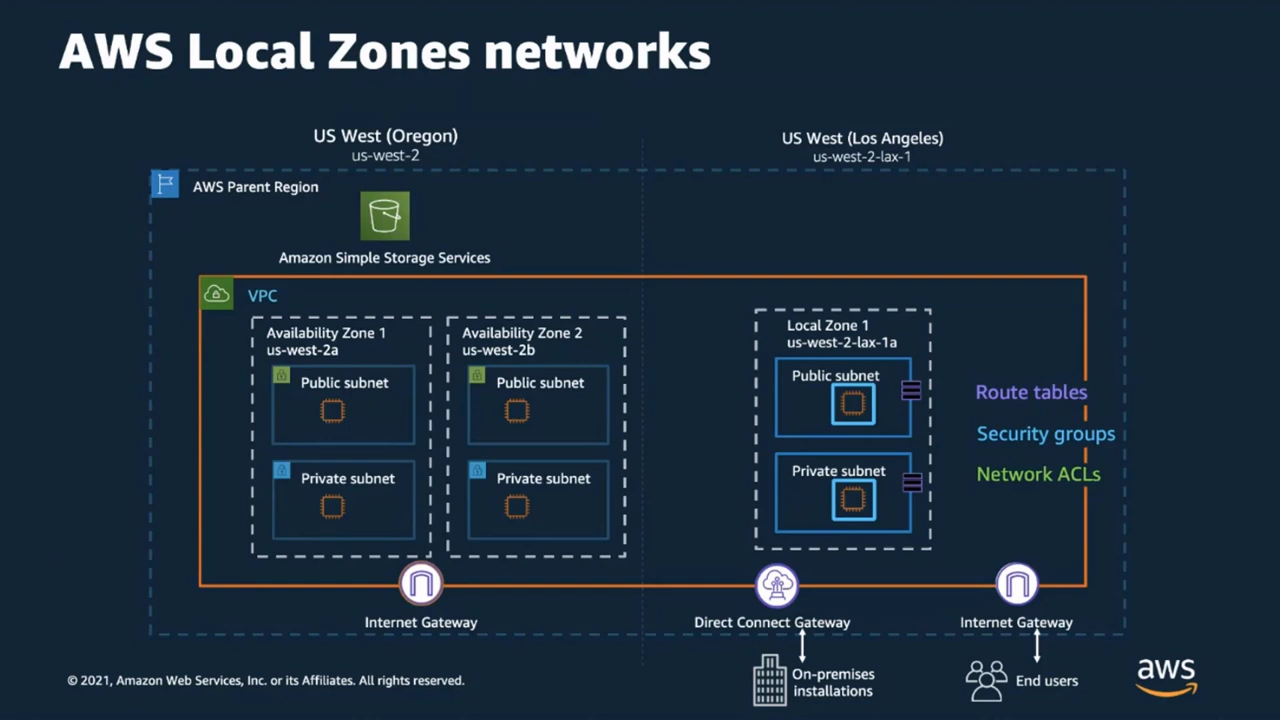 AWS Local Zones networks
US West (Oregon)
us-west-2
US West (Los Angeles)
us-west-2-lax-1
AWS Parent Region
Amazon Simple Storage Services
VPC
Availability Zone 1
us-west-2a
Public subnet
Private subnet
Availability Zone 2
us-west-2b
Public subnet
Private subnet
Local Zone 1
us-west-2-lax-1a
Public subnet
Private subnet
Route tables
Security groups
Network ACLs
Internet Gateway
Direct Connect Gateway
Internet Gateway
On-premises
installations
End users
© 2021, Amazon Web Services, Inc. or its Affiliates. All rights reserved.
aws